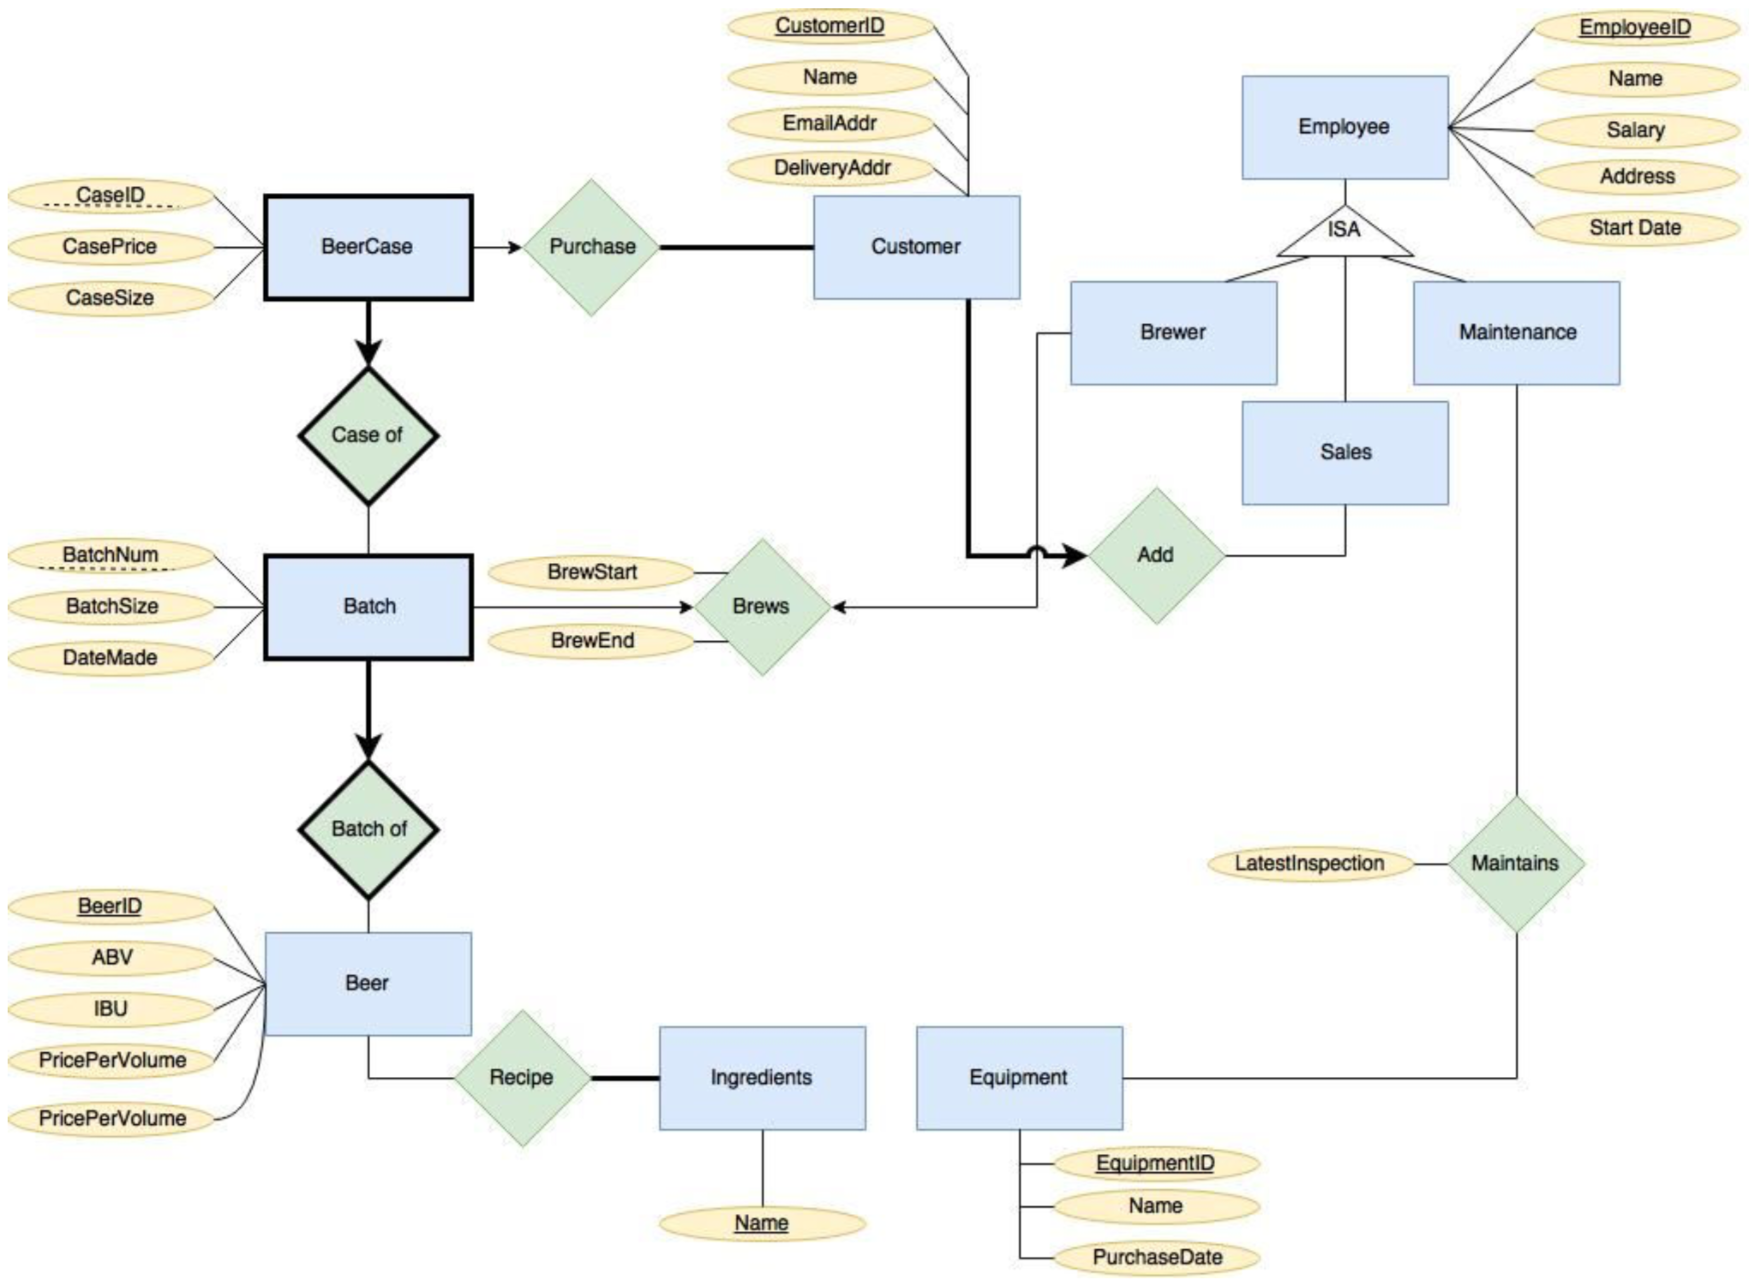 CustomerID
Name
EmailAddr
DeliveryAddr
EmployeeID
Name
Salary
Address
Start Date
Employee
ISA
CaseID
CasePrice
CaseSize
BeerCase
Purchase
Customer
Brewer
Maintenance
Sales
Case of
BatchNum
BatchSize
DateMade
Batch
BrewStart
BrewEnd
Brews
Add
Batch of
LatestInspection
Maintains
BeerID
ABV
IBU
PricePerVolume
PricePerVolume
Beer
Recipe
Ingredients
Name
Equipment
EquipmentID
Name
PurchaseDate